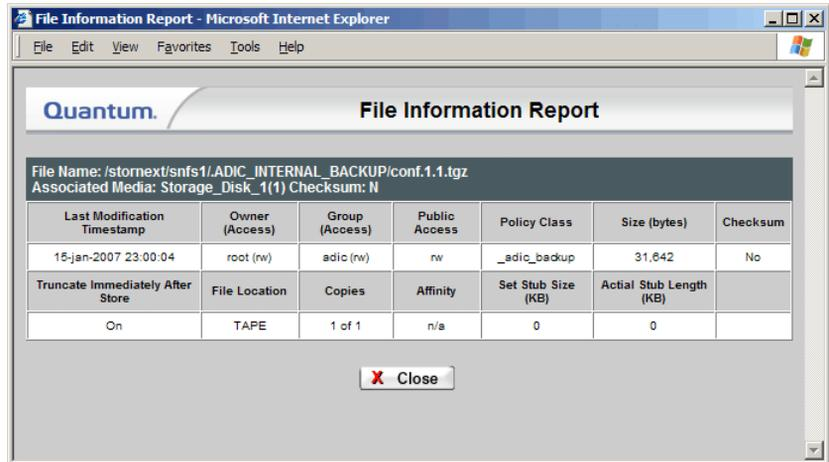 File Information Report - Microsoft Internet Explorer
File Edit View Favorites Tools Help
Quantum.
File Information Report
File Name: /stornext/snfs1/.ADIC_INTERNAL_BACKUP/conf.1.1.tgz
Associated Media: Storage_Disk_1(1) Checksum: N
Last Modification Timestamp Owner (Access) Group (Access) Public Access Policy Class Size (bytes) Checksum
15-jan-2007 23:00:04 root (rw) adic (rw) rw _adic_backup 31,642 No
Truncate Immediately After Store File Location Copies Affinity Set Stub Size (KB) Actial Stub Length (KB)
On TAPE 1 of 1 n/a 0 0
X Close